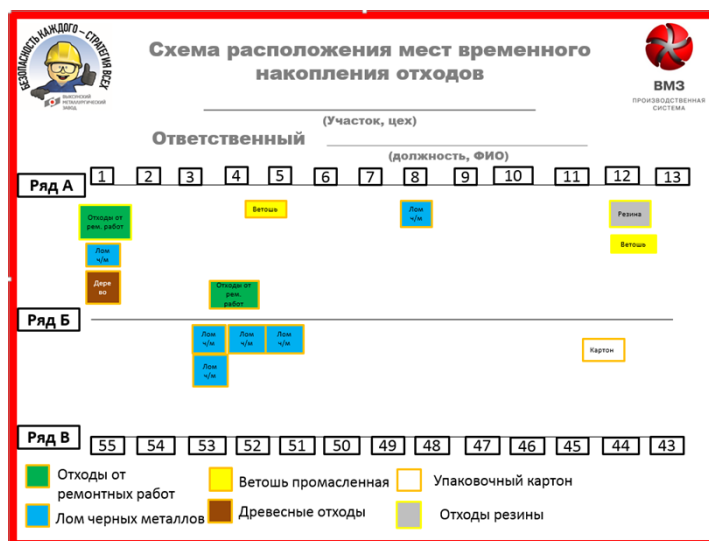 БЕЗОПАСНОСТЬ КАЖДОГО – СТРАТЕГИЯ ВСЕХ
ВЫКСУНСКИЙ
МЕТАЛЛУРГИЧЕСКИЙ
ЗАВОД
Схема расположения мест временного
накопления отходов
ВМЗ
ПРОИЗВОДСТВЕННАЯ
СИСТЕМА
(Участок, цех)
Ответственный
(должность, ФИО)
Ряд А
1 2 3 4 5 6 7 8 9 10 11 12 13
Отходы от
рем. работ
Ветошь
Лом
ч/м
Резина
Лом
ч/м
Ветошь
Дере
во
Отходы от
рем.
работ
Ряд Б
Лом
ч/м
Лом
ч/м
Лом
ч/м
Картон
Лом
ч/м
Ряд В
55 54 53 52 51 50 49 48 47 46 45 44 43
Отходы от
ремонтных работ
Ветошь промасленная
Упаковочный картон
Лом черных металлов
Древесные отходы
Отходы резины